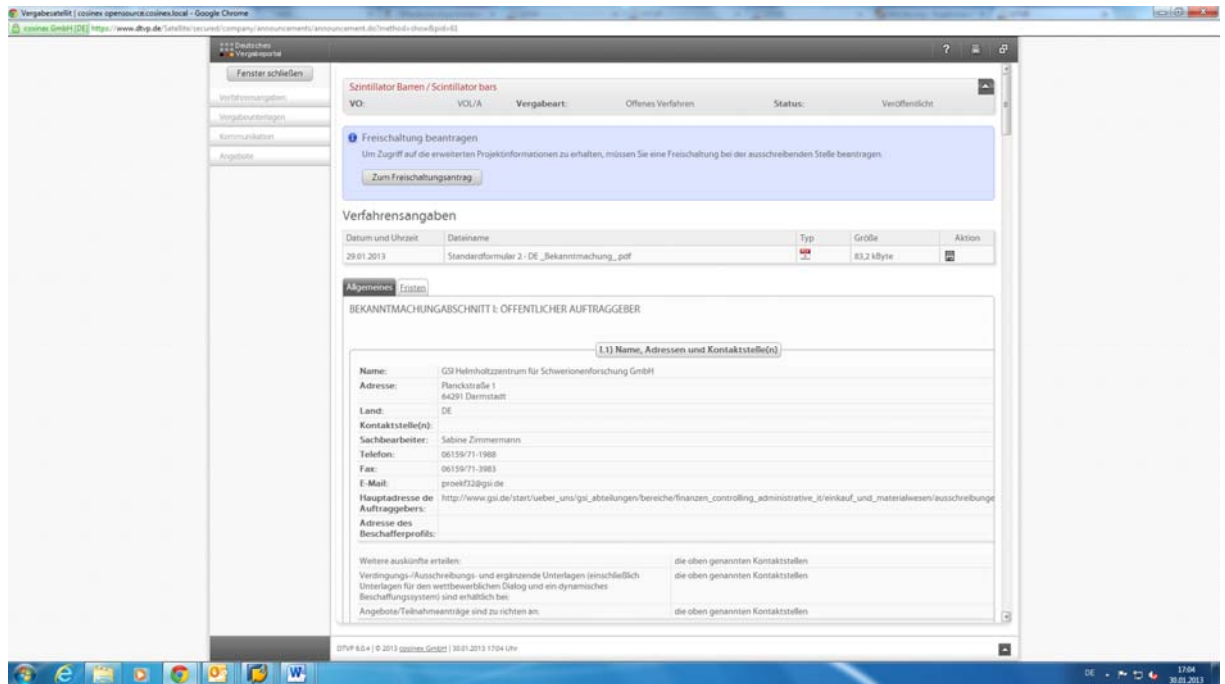 Vergabesatellit | cosinex opensource.cosinex.local - Google Chrome
cosinex GmbH [DE] https://www.dtvp.de/Satellite/secured/company/announcements/announcement.do?method=show&pid=61
Deutsches
Vergabeportal
?
Fenster schließen
Verfahrensangaben
Vergabeunterlagen
Kommunikation
Angebote
Szintillator Barren / Scintillator bars
VO: VOL/A Vergabeart: Offenes Verfahren Status: Veröffentlicht
Freischaltung beantragen
Um Zugriff auf die erweiterten Projektinformationen zu erhalten, müssen Sie eine Freischaltung bei der ausschreibenden Stelle beantragen.
Zum Freischaltungsantrag
Verfahrensangaben
Datum und Uhrzeit Dateiname Typ Größe Aktion
29.01.2013 Standardformular 2 - DE _Bekanntmachung_.pdf 83,2 kByte
Allgemeines Fristen
BEKANNTMACHUNGABSCHNITT I: ÖFFENTLICHER AUFTRAGGEBER
I.1) Name, Adressen und Kontaktstelle(n)
Name: GSI Helmholtzzentrum für Schwerionenforschung GmbH
Adresse: Planckstraße 1
64291 Darmstadt
Land: DE
Kontaktstelle(n):
Sachbearbeiter: Sabine Zimmermann
Telefon: 06159/71-1988
Fax: 06159/71-3983
E-Mail: proekf32@gsi.de
Hauptadresse de http://www.gsi.de/start/ueber_uns/gsi_abteilungen/bereiche/finanzen_controlling_administrative_it/einkauf_und_materialwesen/ausschreibunge
Auftraggebers:
Adresse des
Beschafferprofils:
Weitere auskünfte erteilen: die oben genannten Kontaktstellen
Verdingungs-/Ausschreibungs- und ergänzende Unterlagen (einschließlich die oben genannten Kontaktstellen
Unterlagen für den wettbewerblichen Dialog und ein dynamisches
Beschaffungssystem) sind erhältlich bei:
Angebote/Teilnahmeanträge sind zu richten an: die oben genannten Kontaktstellen
DTVP 6.0.4 | © 2013 cosinex GmbH | 30.01.2013 17:04 Uhr
DE 17:04
30.01.2013